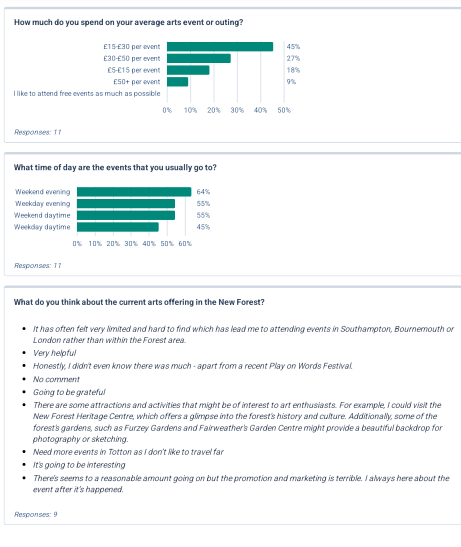 How much do you spend on your average arts event or outing?
£15-£30 per event 45%
£30-£50 per event 27%
£5-£15 per event 18%
£50+ per event 9%
I like to attend free events as much as possible
0% 10% 20% 30% 40% 50%
Responses: 11
What time of day are the events that you usually go to?
Weekend evening 64%
Weekday evening 55%
Weekend daytime 55%
Weekday daytime 45%
0% 10% 20% 30% 40% 50% 60%
Responses: 11
What do you think about the current arts offering in the New Forest?
• It has often felt very limited and hard to find which has lead me to attending events in Southampton, Bournemouth or
London rather than within the Forest area.
• Very helpful
• Honestly, I didn't even know there was much - apart from a recent Play on Words Festival.
• No comment
• Going to be grateful
• There are some attractions and activities that might be of interest to art enthusiasts. For example, I could visit the
New Forest Heritage Centre, which offers a glimpse into the forest's history and culture. Additionally, some of the
forest's gardens, such as Furzey Gardens and Fairweather's Garden Centre might provide a beautiful backdrop for
photography or sketching.
• Need more events in Totton as I don't like to travel far
• It's going to be interesting
• There's seems to a reasonable amount going on but the promotion and marketing is terrible. I always here about the
event after it's happened.
Responses: 9